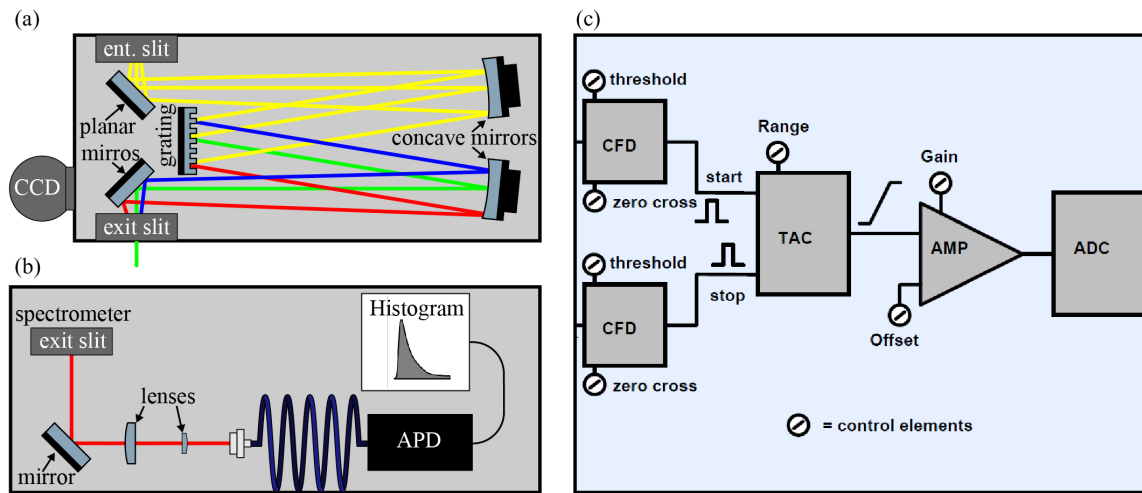 (a)
ent. slit
planar
mirros
grating
concave mirrors
CCD
exit slit
(b)
spectrometer
exit slit
lenses
mirror
Histogram
APD
(c)
threshold
CFD
zero cross
start
Range
TAC
threshold
CFD
zero cross
stop
Gain
AMP
Offset
ADC
= control elements